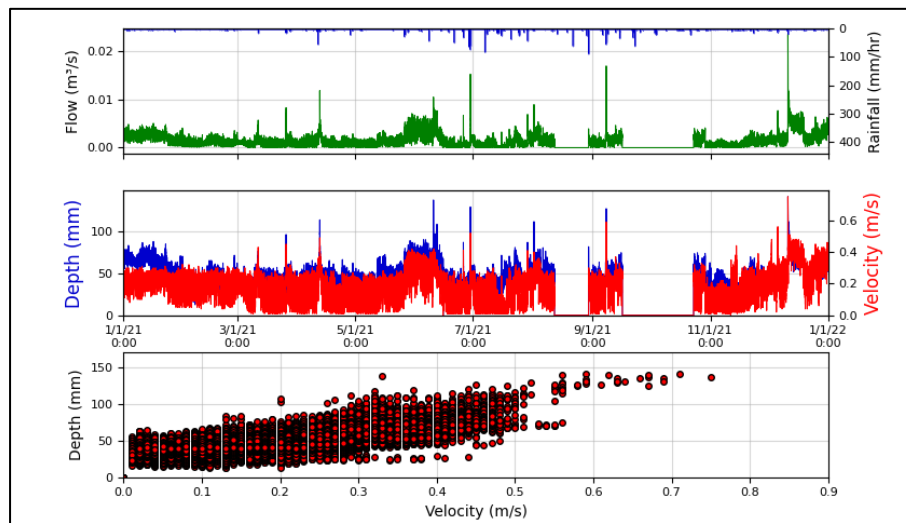 Flow (m³/s)
0.02
0.01
0.00
0
100
200
300
400
Rainfall (mm/hr)
Depth (mm)
100
50
0
0.6
0.4
0.2
0.0
Velocity (m/s)
1/1/21 3/1/21 5/1/21 7/1/21 9/1/21 11/1/21 1/1/22
0:00 0:00 0:00 0:00 0:00 0:00 0:00
Depth (mm)
150
100
50
0
0.0 0.1 0.2 0.3 0.4 0.5 0.6 0.7 0.8 0.9
Velocity (m/s)